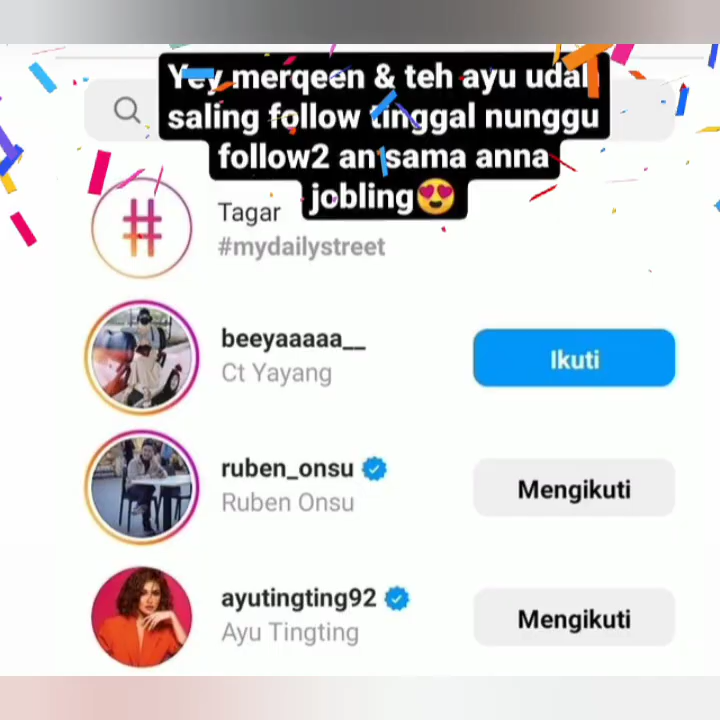 Yey merqeen & teh ayu udah
saling follow tinggal nunggu
follow2 an sama anna
jobling😍
Tagar
#mydailystreet
beeyaaaaa__
Ct Yayang
Ikuti
ruben_onsu
Ruben Onsu
Mengikuti
ayutingting92
Ayu Tingting
Mengikuti